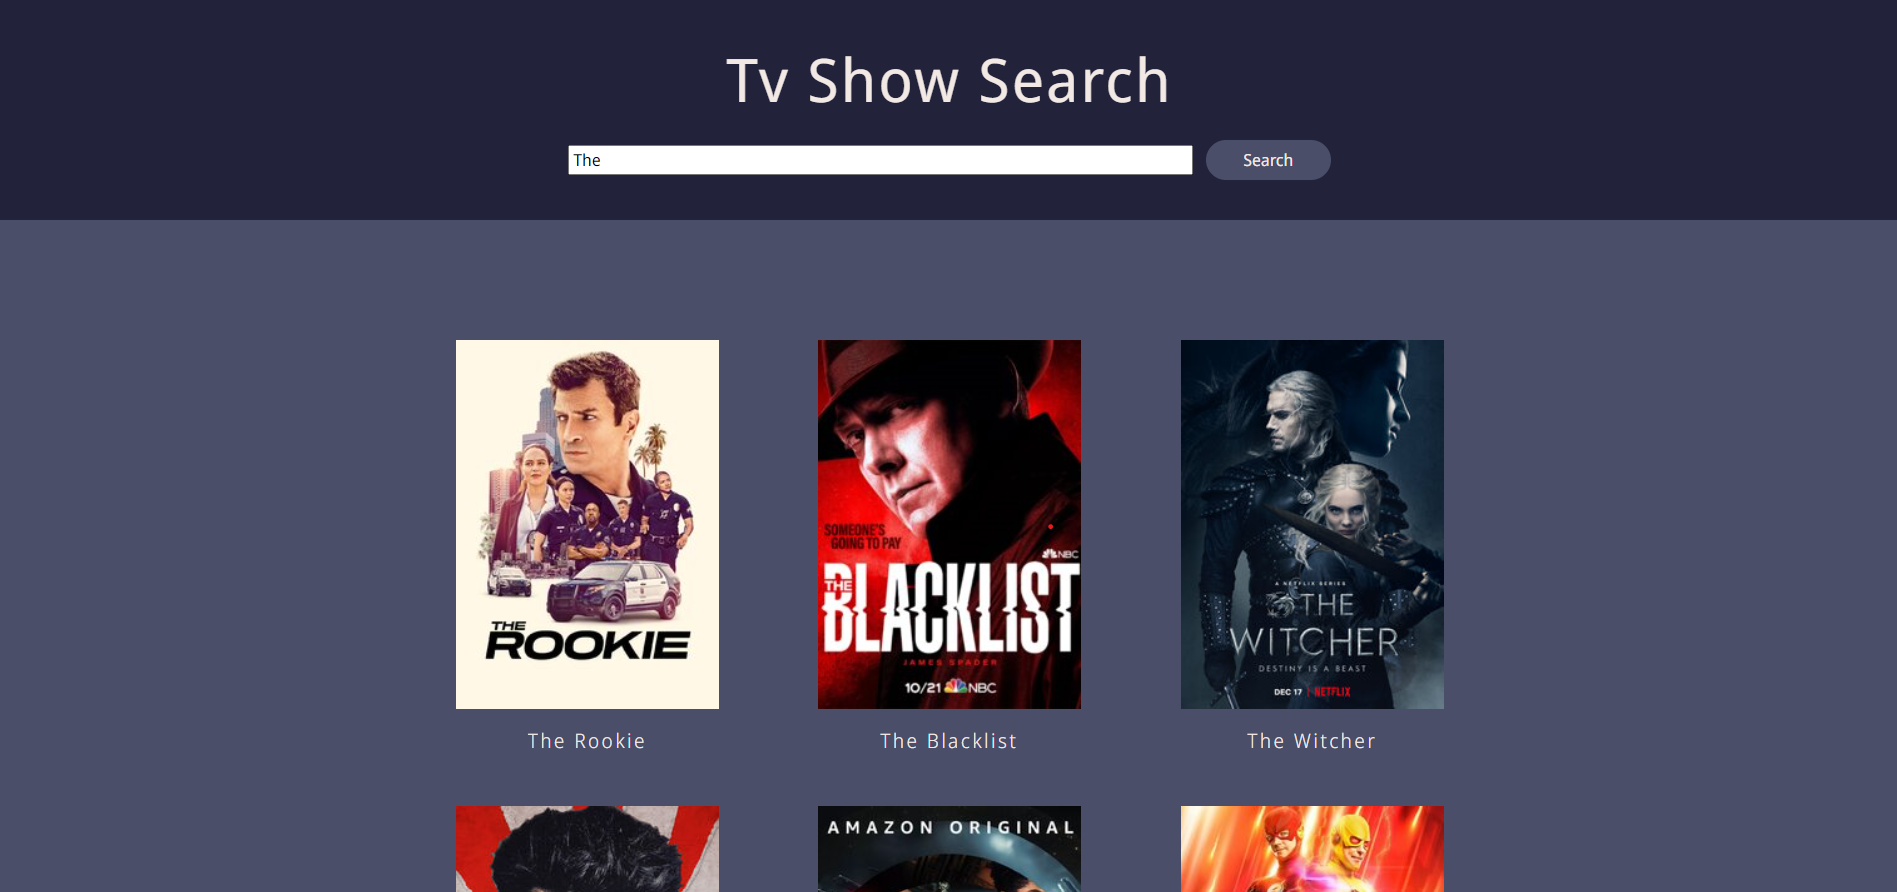 Tv Show Search
The
Search
THE
ROOKIE
SOMEONE'S
GOING TO PAY
NBC
THE
BLACKLIST
JAMES SPADER
10/21 NBC
A NETFLIX SERIES
THE
WITCHER
DESTINY IS A BEAST
DEC 17 | NETFLIX
The Rookie
The Blacklist
The Witcher
AMAZON ORIGINAL